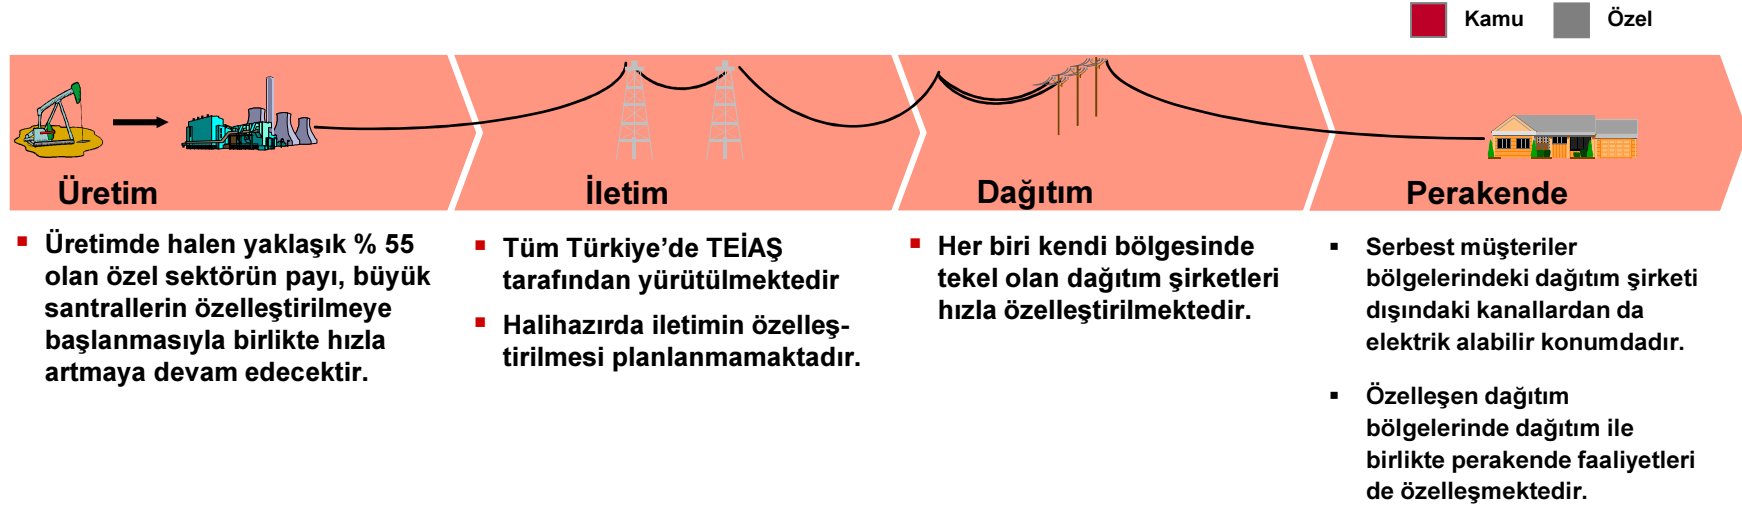 Kamu
Özel
Üretim
İletim
Dağıtım
Perakende
Üretimde halen yaklaşık % 55
olan özel sektörün payı, büyük
santrallerin özelleştirilmeye
başlanmasıyla birlikte hızla
artmaya devam edecektir.
Tüm Türkiye’de TEİAŞ
tarafından yürütülmektedir
Halihazırda iletimin özelleş-
tirilmesi planlanmamaktadır.
Her biri kendi bölgesinde
tekel olan dağıtım şirketleri
hızla özelleştirilmektedir.
Serbest müşteriler
bölgelerindeki dağıtım şirketi
dışındaki kanallardan da
elektrik alabilir konumdadır.
Özelleşen dağıtım
bölgelerinde dağıtım ile
birlikte perakende faaliyetleri
de özelleşmektedir.